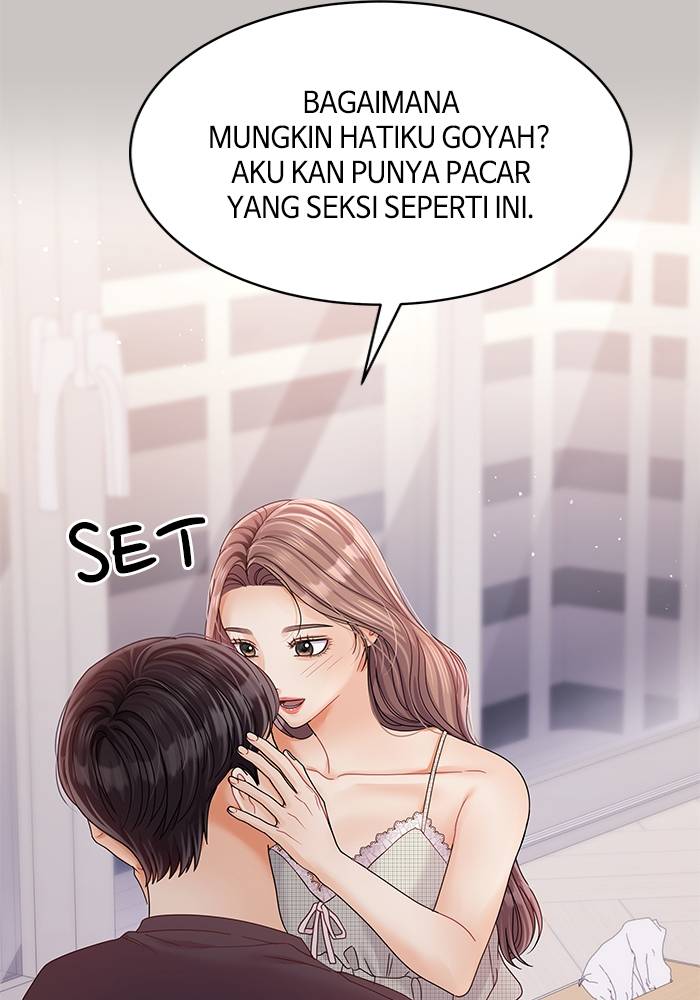 BAGAIMANA
MUNGKIN HATIKU GOYAH?
AKU KAN PUNYA PACAR
YANG SEKSI SEPERTI INI.
SET